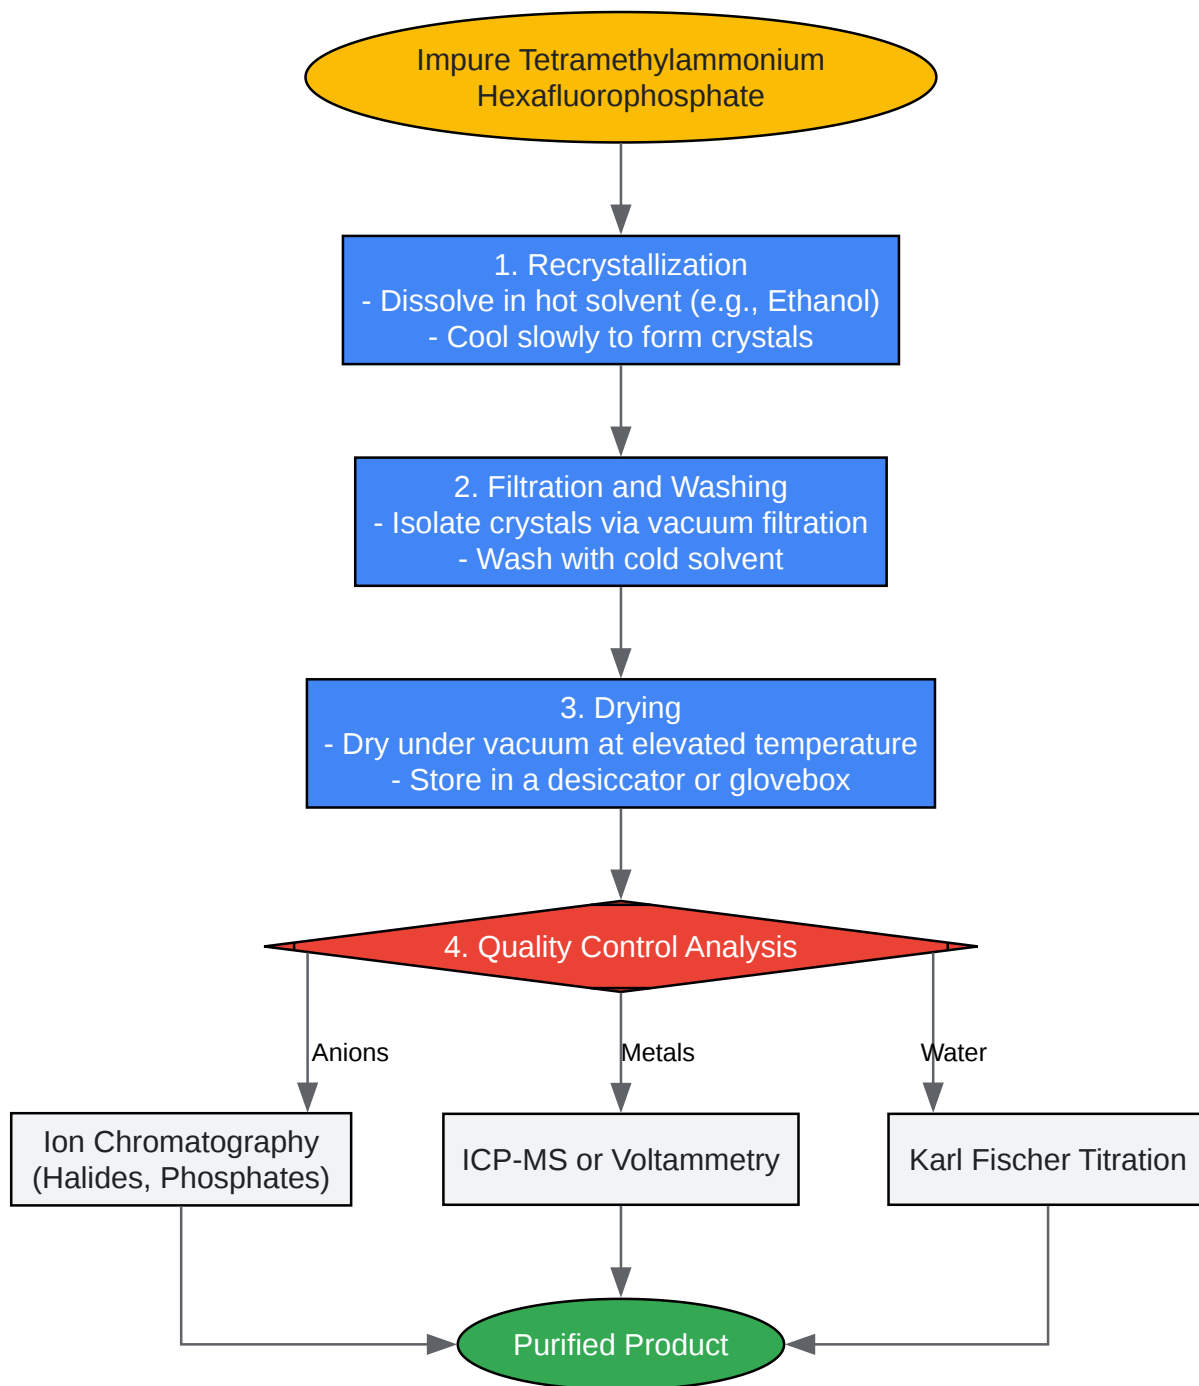 Impure Tetramethylammonium
Hexafluorophosphate
1. Recrystallization
- Dissolve in hot solvent (e.g., Ethanol)
- Cool slowly to form crystals
2. Filtration and Washing
- Isolate crystals via vacuum filtration
- Wash with cold solvent
3. Drying
- Dry under vacuum at elevated temperature
- Store in a desiccator or glovebox
4. Quality Control Analysis
Anions
Metals
Water
Ion Chromatography
(Halides, Phosphates)
ICP-MS or Voltammetry
Karl Fischer Titration
Purified Product